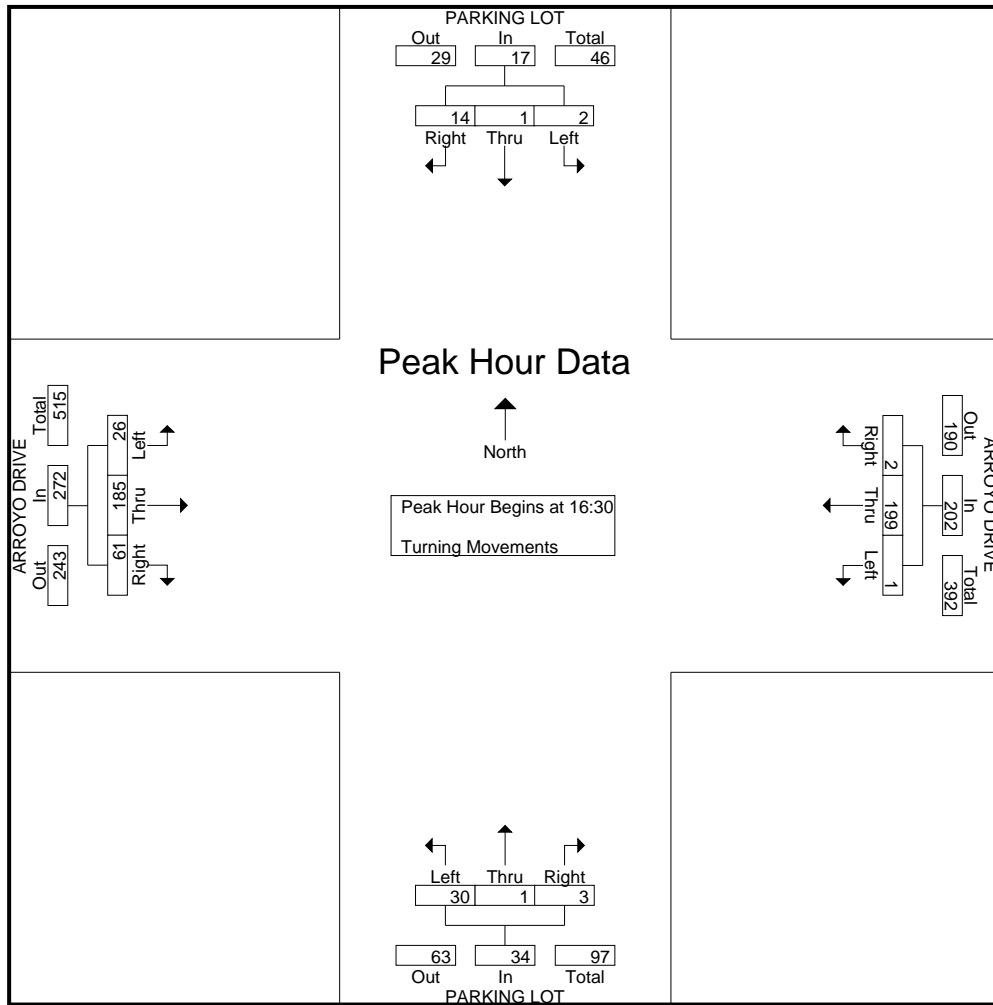 PARKING LOT
Out In Total
29 17 46
14 1 2
Right Thru Left
Peak Hour Data
North
Peak Hour Begins at 16:30
Turning Movements
ARROYO DRIVE
Total In Out
515 272 243
26 185 61
Left Thru Right
ARROYO DRIVE
Out In Total
190 202 392
2 199 1
Right Thru Left
Left Thru Right
30 1 3
63 34 97
Out In Total
PARKING LOT